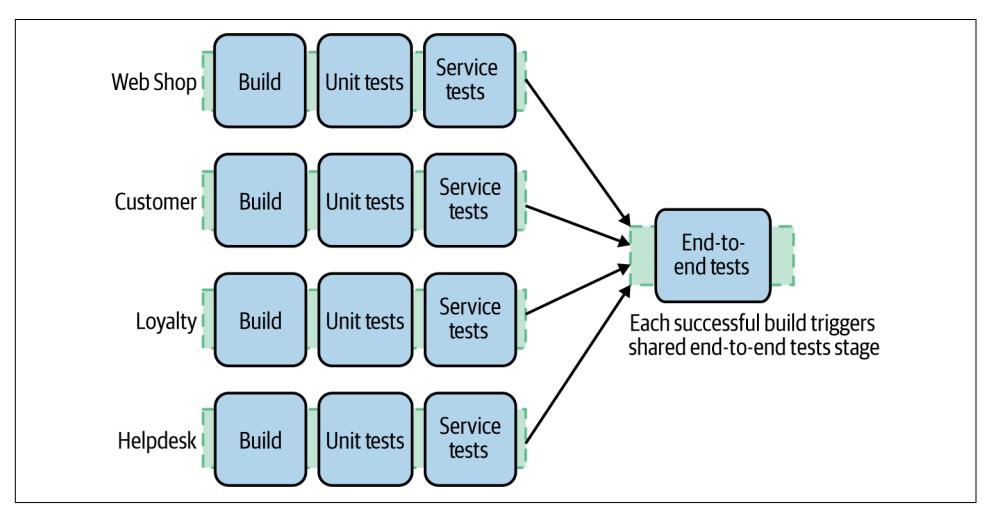 Web Shop
Build
Unit tests
Service
tests
Customer
Build
Unit tests
Service
tests
End-to-
end tests
Each successful build triggers
shared end-to-end tests stage
Loyalty
Build
Unit tests
Service
tests
Helpdesk
Build
Unit tests
Service
tests